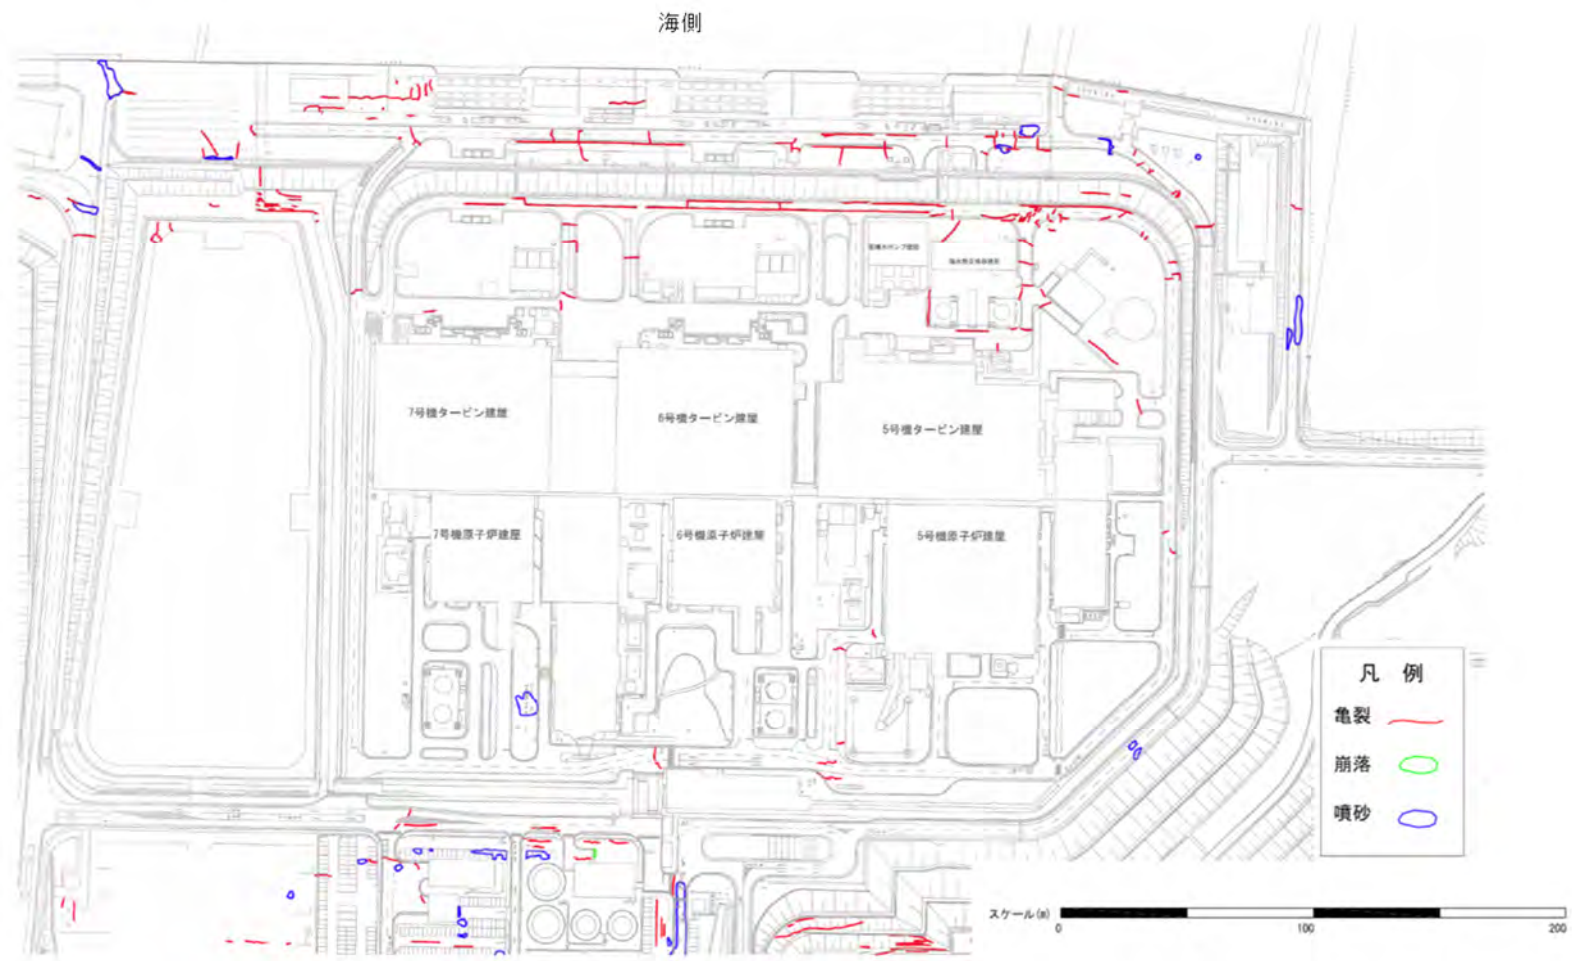 海側
7号機タービン建屋
6号機タービン建屋
5号機タービン建屋
7号機原子炉建屋
6号機原子炉建屋
5号機原子炉建屋
凡 例
亀裂
崩落
噴砂
スケール(m)
0
100
200